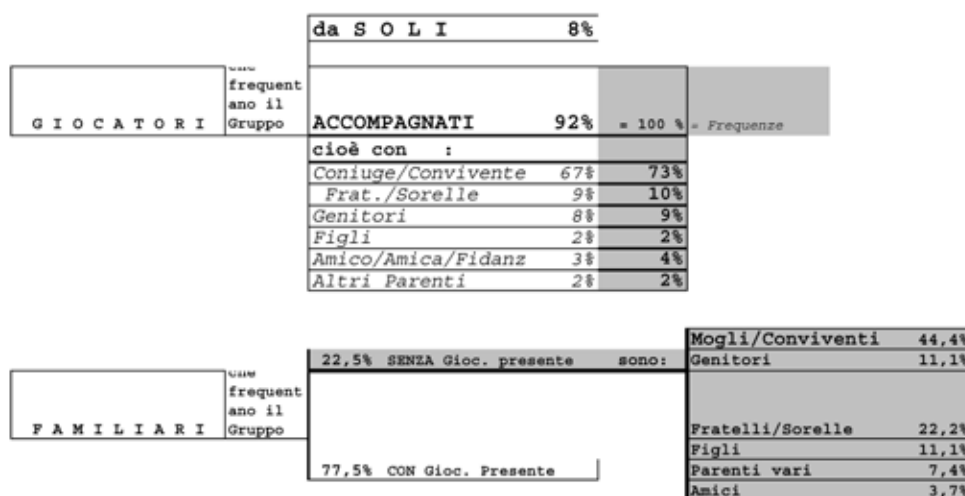 da S O L I 8%
che
frequent
ano il
G I O C A T O R I Gruppo ACCOMPAGNATI 92% = 100 % = Frequenze
cioè con :
Coniuge/Convivente 67% 73%
Frat./Sorelle 9% 10%
Genitori 8% 9%
Figli 2% 2%
Amico/Amica/Fidanz 3% 4%
Altri Parenti 2% 2%
Mogli/Conviventi 44,4%
22,5% SENZA Gioc. presente sono: Genitori 11,1%
che
frequent
ano il
F A M I L I A R I Gruppo Fratelli/Sorelle 22,2%
Figli 11,1%
77,5% CON Gioc. Presente Parenti vari 7,4%
Amici 3,7%